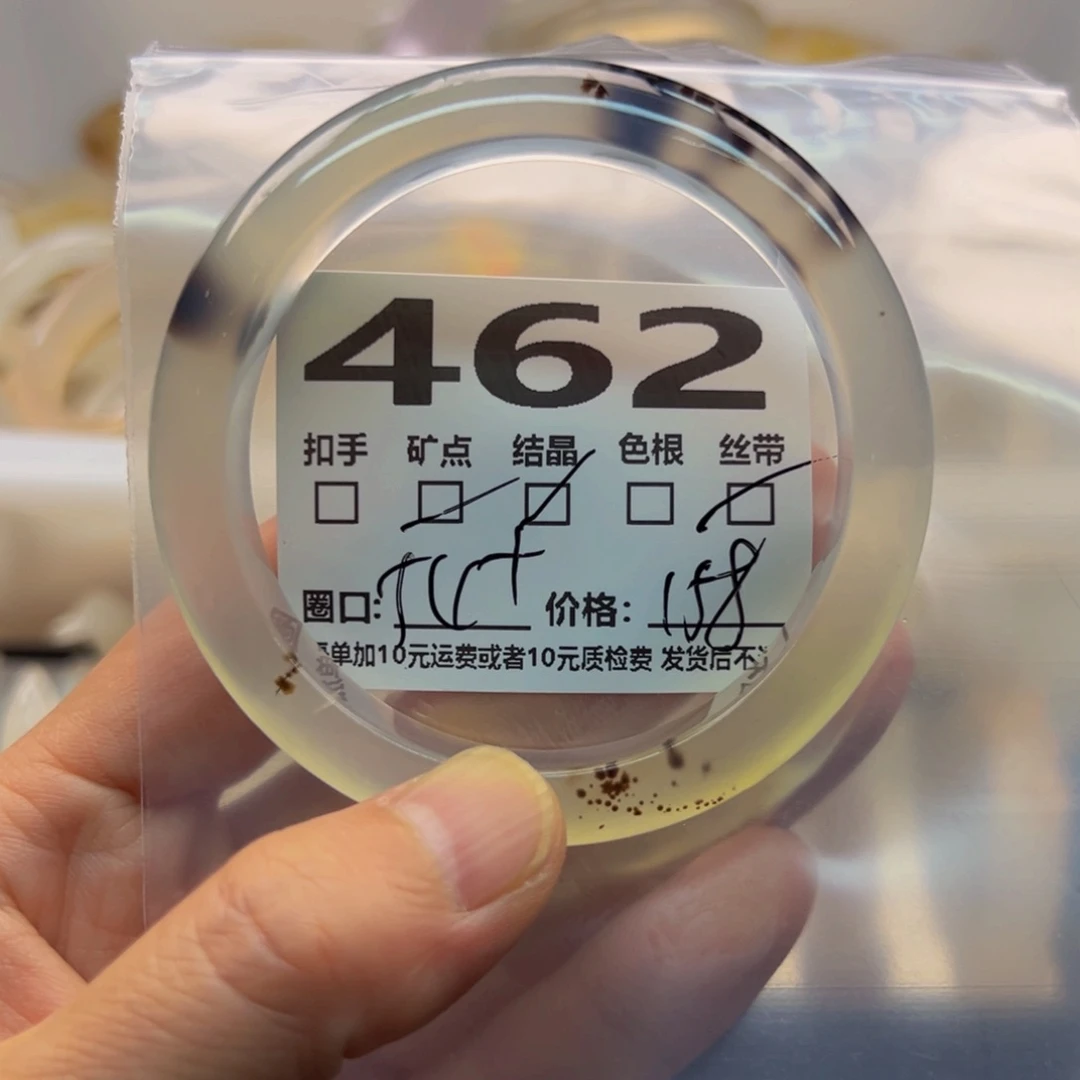 462
扣手 矿点 结晶 色根 丝带
圈口: 价格: 158
单加10元运费或者10元质检费 发货后不